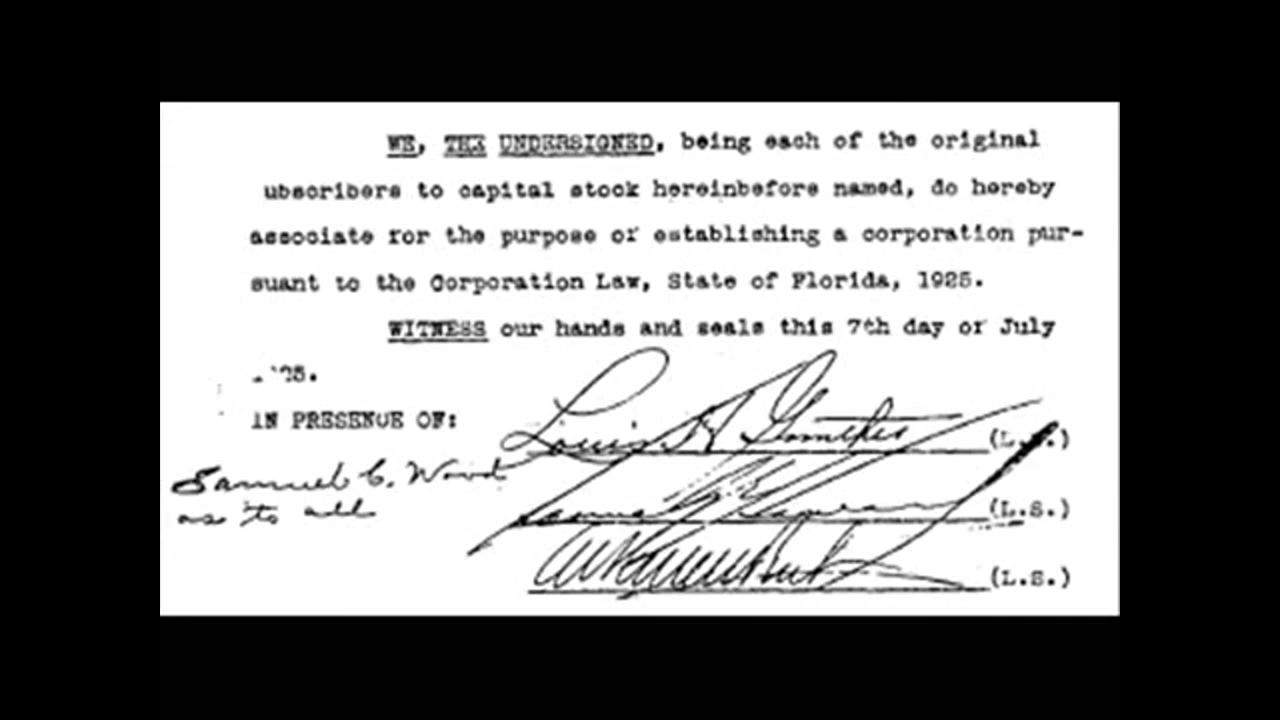 WE, THE UNDERSIGNED, being each of the original
ubscribers to capital stock hereinbefore named, do hereby
associate for the purpose of establishing a corporation pur-
suant to the Corporation Law, State of Florida, 1925.
WITNESS our hands and seals this 7th day of July
25.
IN PRESENCE OF:
Louis A (L.S.)
Samuel C. Ward
as to all
(L.S.)
(L.S.)